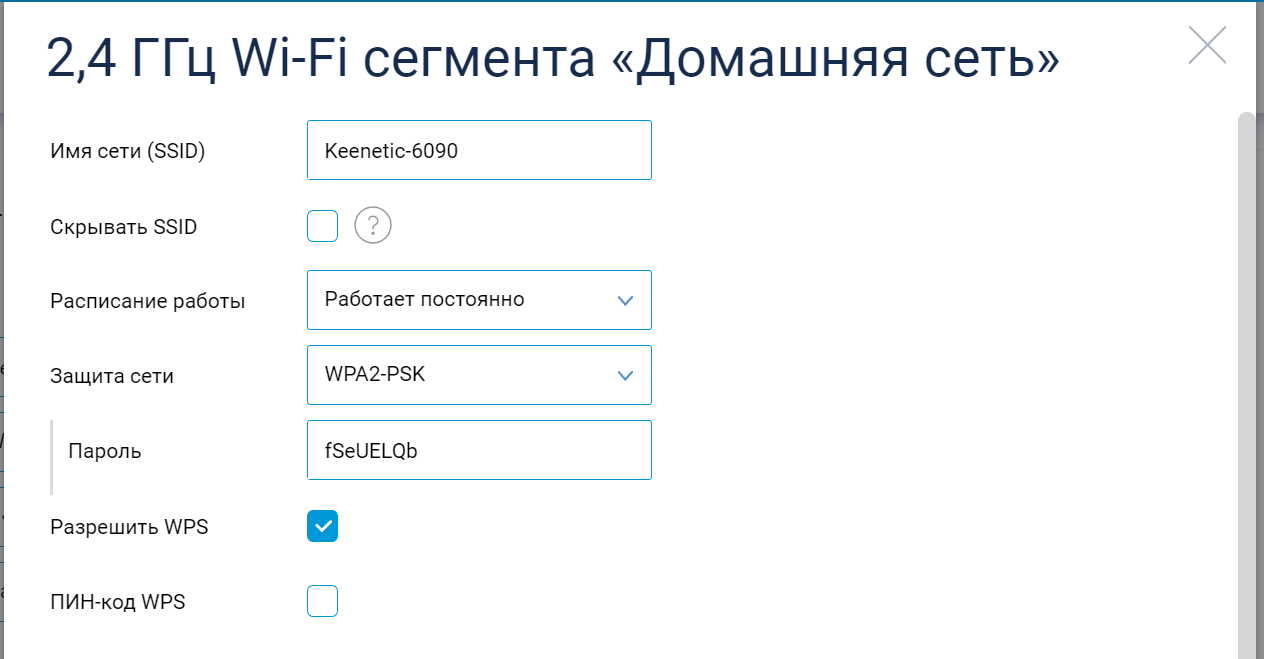 2,4 ГГц Wi-Fi сегмента «Домашняя сеть»
Имя сети (SSID) Keenetic-6090
Скрывать SSID ?
Расписание работы Работает постоянно
Защита сети WPA2-PSK
Пароль fSeUELQb
Разрешить WPS
ПИН-код WPS